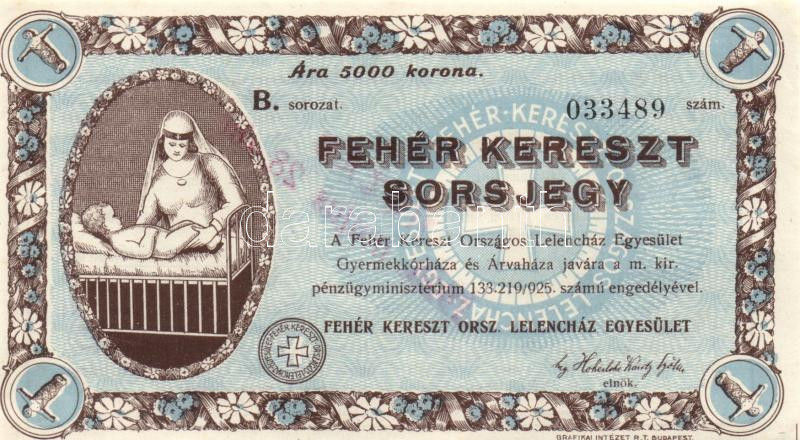 Ára 5000 korona.
B. sorozat. 033489 szám.
FEHÉR KERESZT
SORSJEGY
A Fehér Kereszt Országos Lelencház Egyesület
Gyermekkórháza és Árvaháza javára a m. kir.
pénzügyminisztérium 133.219/925. számú engedélyével.
FEHÉR KERESZT ORSZ. LELENCHÁZ EGYESÜLET
elnök.
GRAFIKAI INTÉZET R.T. BUDAPEST.